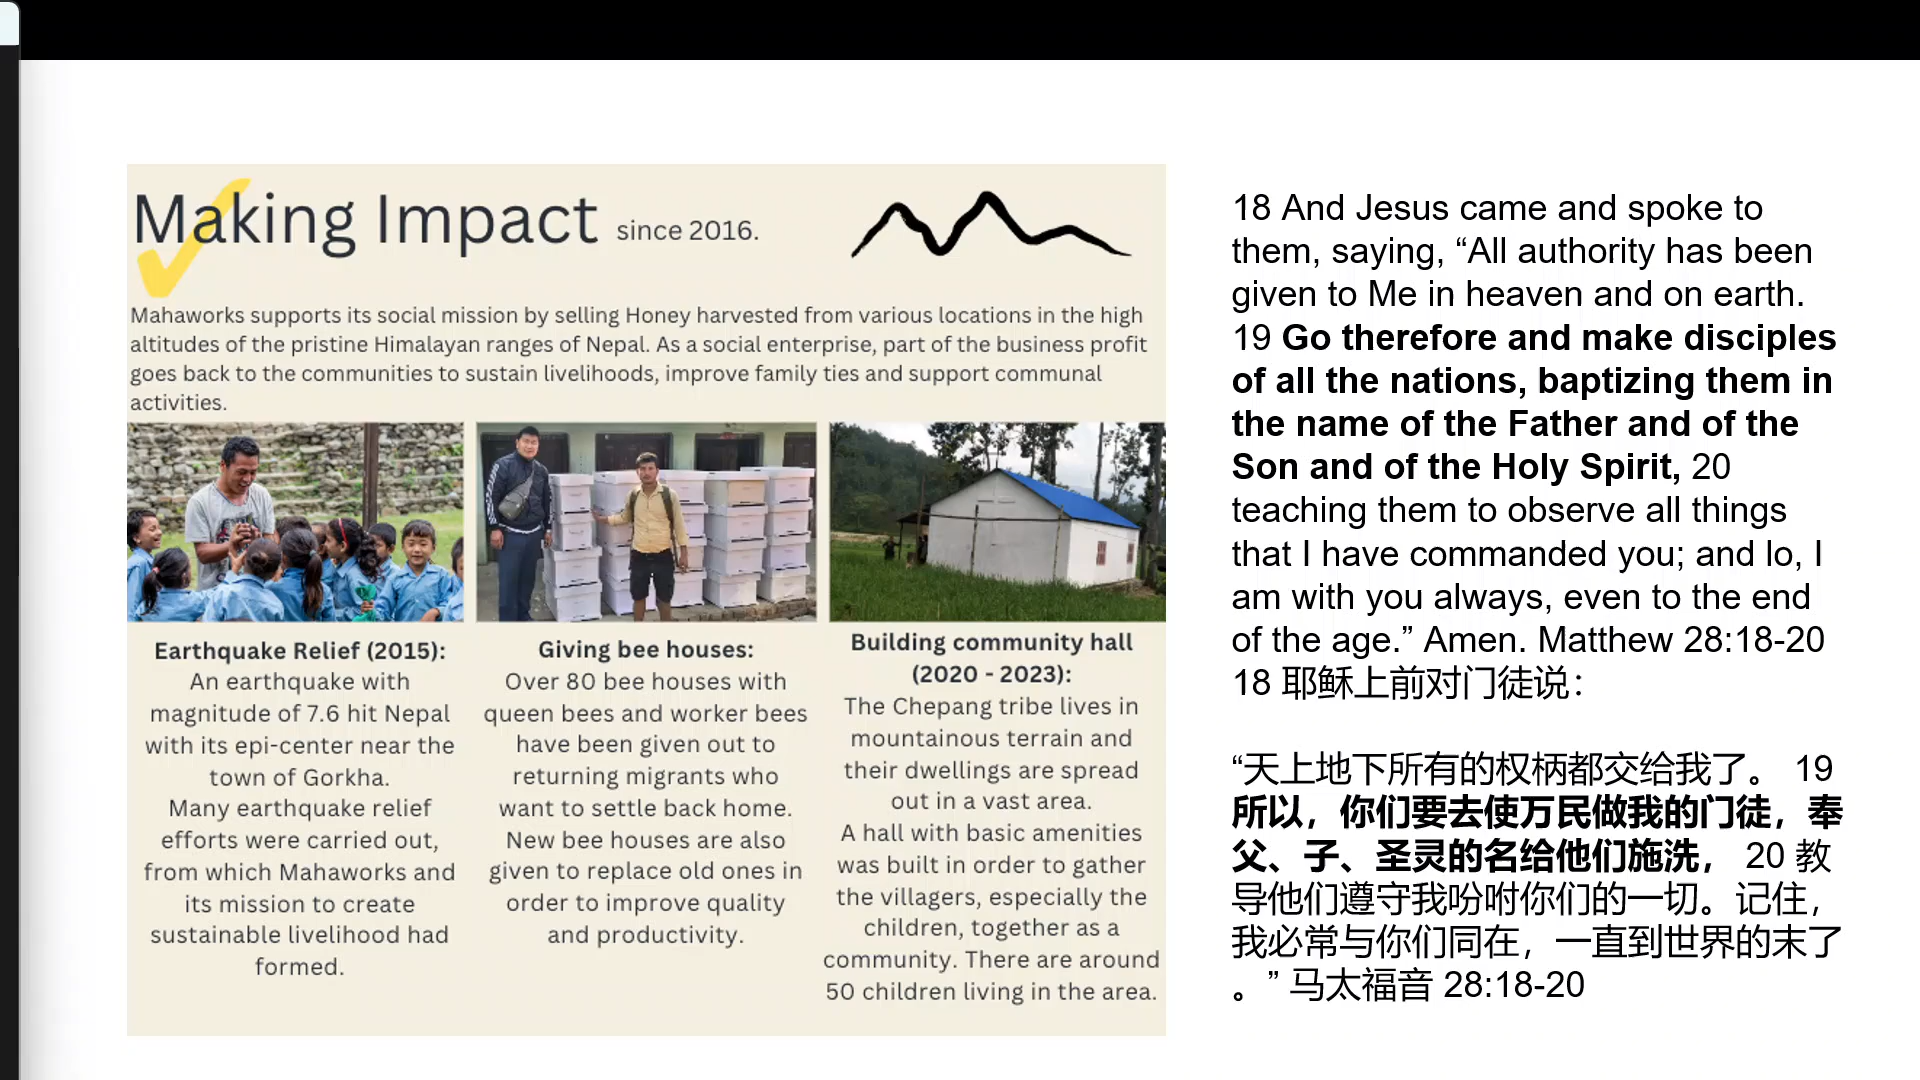 Making Impact since 2016.
Mahaworks supports its social mission by selling Honey harvested from various locations in the high
altitudes of the pristine Himalayan ranges of Nepal. As a social enterprise, part of the business profit
goes back to the communities to sustain livelihoods, improve family ties and support communal
activities.
Earthquake Relief (2015):
An earthquake with
magnitude of 7.6 hit Nepal
with its epi-center near the
town of Gorkha.
Many earthquake relief
efforts were carried out,
from which Mahaworks and
its mission to create
sustainable livelihood had
formed.
Giving bee houses:
Over 80 bee houses with
queen bees and worker bees
have been given out to
returning migrants who
want to settle back home.
New bee houses are also
given to replace old ones in
order to improve quality
and productivity.
Building community hall
(2020 - 2023):
The Chepang tribe lives in
mountainous terrain and
their dwellings are spread
out in a vast area.
A hall with basic amenities
was built in order to gather
the villagers, especially the
children, together as a
community. There are around
50 children living in the area.
18 And Jesus came and spoke to
them, saying, “All authority has been
given to Me in heaven and on earth.
19 Go therefore and make disciples
of all the nations, baptizing them in
the name of the Father and of the
Son and of the Holy Spirit, 20
teaching them to observe all things
that I have commanded you; and lo, I
am with you always, even to the end
of the age.” Amen. Matthew 28:18-20
18 耶稣上前对门徒说：
“天上地下所有的权柄都交给我了。 19
所以，你们要去使万民做我的门徒，奉
父、子、圣灵的名给他们施洗， 20 教
导他们遵守我吩咐你们的一切。记住，
我必常与你们同在，一直到世界的末了
。” 马太福音 28:18-20